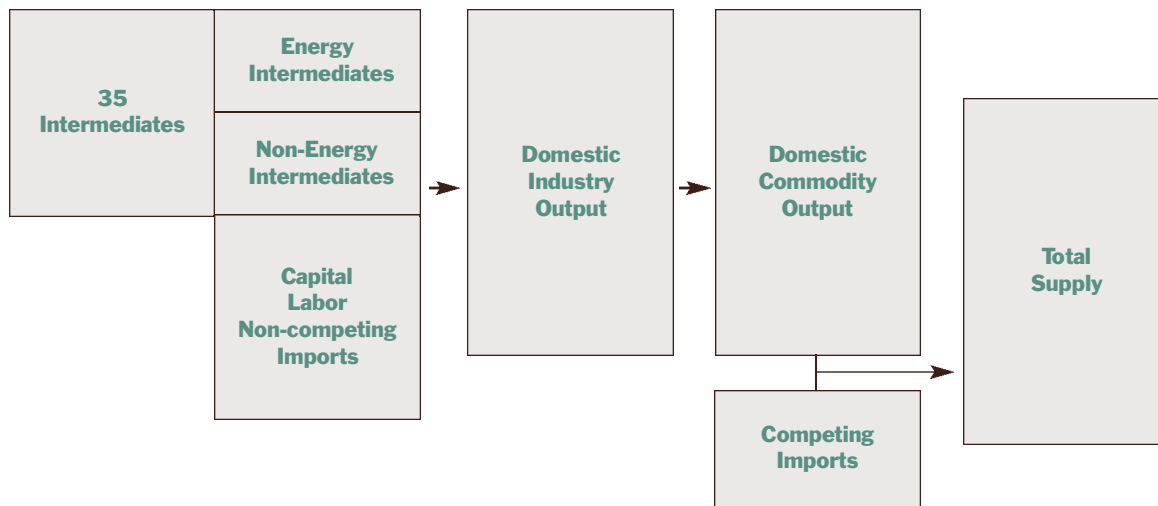 35
Intermediates
Energy
Intermediates
Non-Energy
Intermediates
Capital
Labor
Non-competing
Imports
Domestic
Industry
Output
Domestic
Commodity
Output
Competing
Imports
Total
Supply